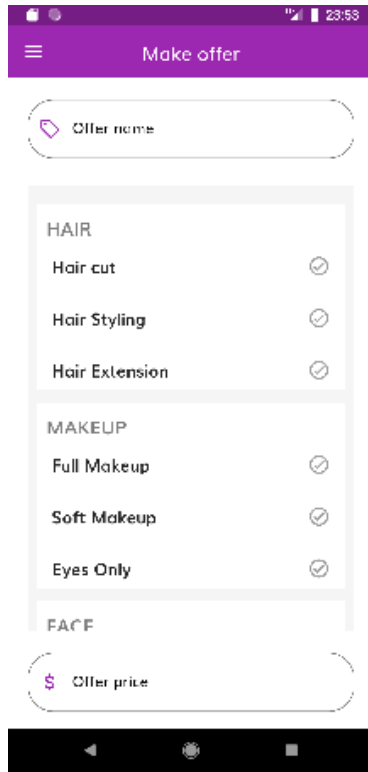 23:53
Make offer
Offer name
HAIR
Hair cut
Hair Styling
Hair Extension
MAKEUP
Full Makeup
Soft Makeup
Eyes Only
FACE
$ Offer price